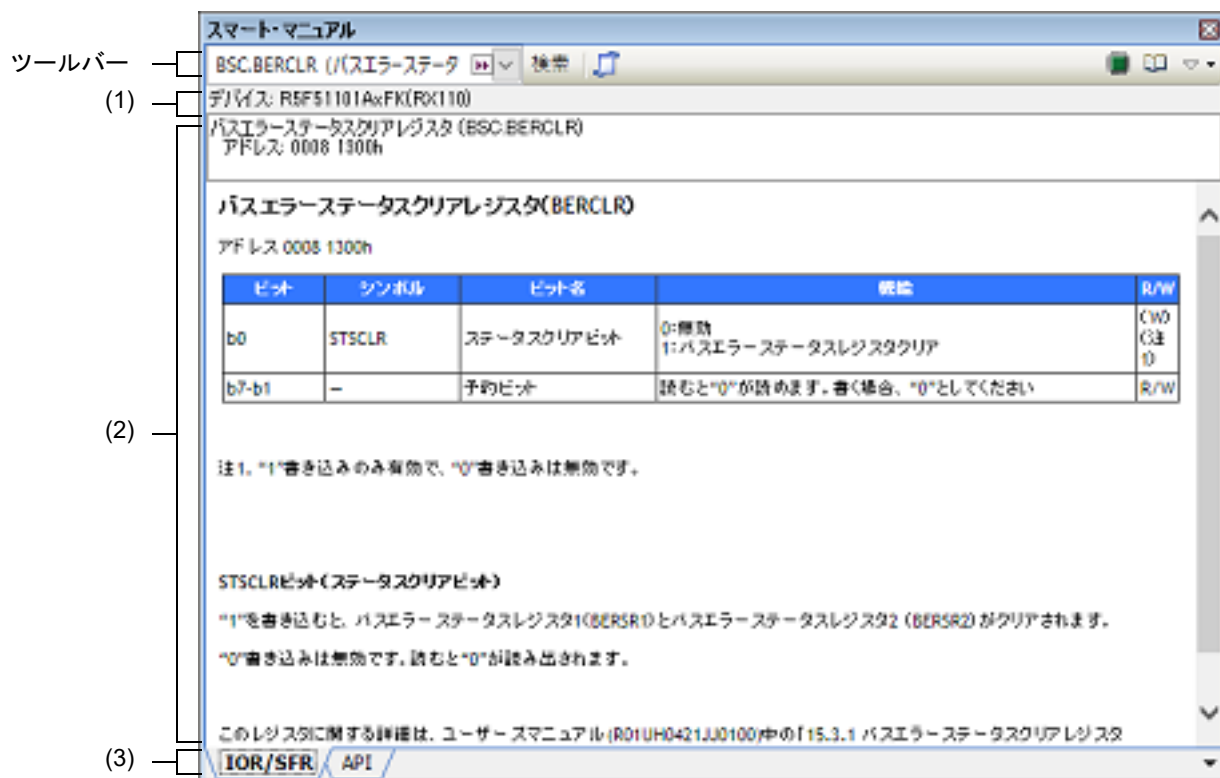 スマート・マニュアル
ツールバー
BSC.BERCLR (バスエラーステータ
検索
(1)
デバイス: R5F51101AxFK(RX110)
バスエラーステータスクリアレジスタ (BSC.BERCLR)
アドレス: 0008 1300h
バスエラーステータスクリアレジスタ(BERCLR)
アドレス 0008 1300h
ビット シンボル ビット名 機能 R/W
b0 STSCLR ステータスクリアビット 0:無効
1:バスエラーステータスレジスタクリア
(W)
(注
1)
b7-b1 − 予約ビット 読むと"0"が読めます。書く場合、"0"としてください R/W
(2)
注1. "1"書き込みのみ有効で、"0"書き込みは無効です。
STSCLRビット(ステータスクリアビット)
"1"を書き込むと、バスエラーステータスレジスタ1(BERSR1)とバスエラーステータスレジスタ2 (BERSR2) がクリアされます。
"0"書き込みは無効です。読むと"0"が読み出されます。
このレジスタに関する詳細は、ユーザーズマニュアル(R01UH0421JJ0100)中の「15.3.1 バスエラーステータスクリアレジスタ
(3)
IOR/SFR API